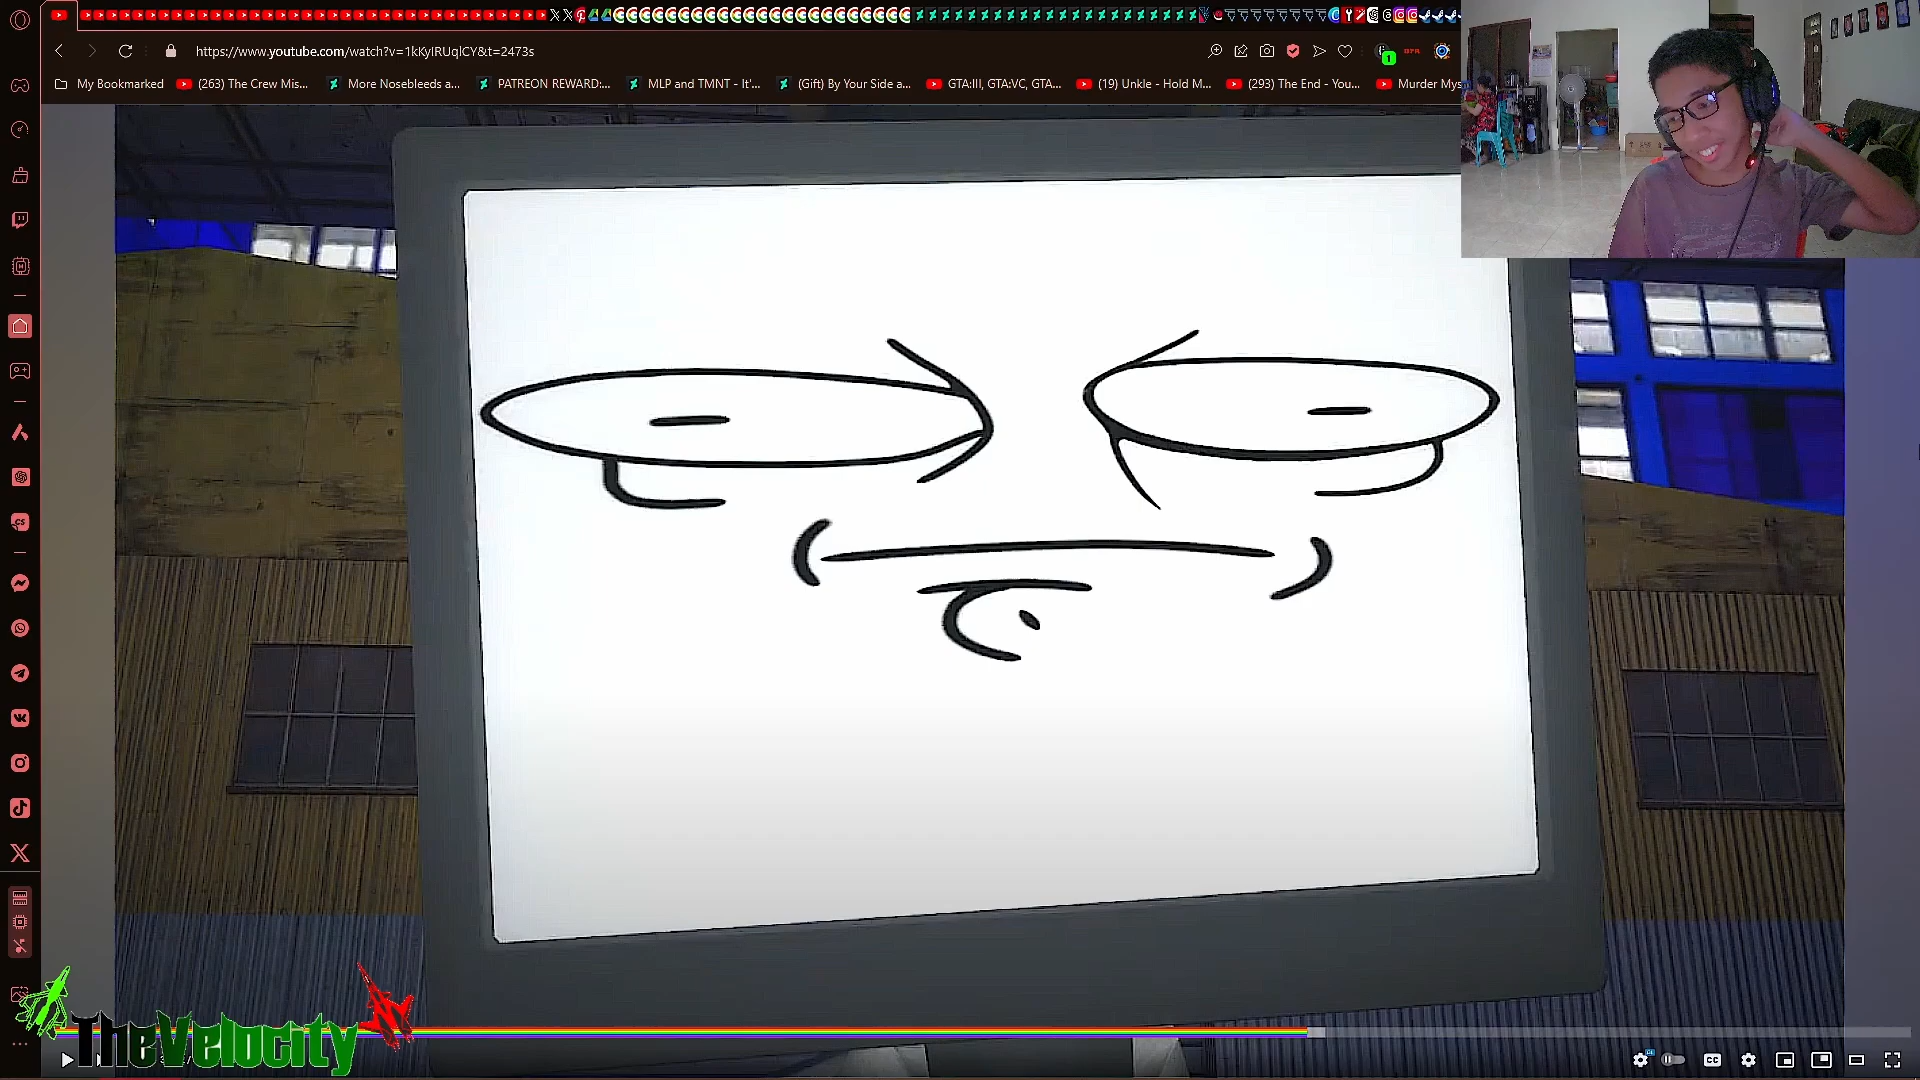 https://www.youtube.com/watch?v=1kKyIRUqlCY&t=2473s
My Bookmarked
(263) The Crew Mis...
More Nosebleeds a...
PATREON REWARD:...
MLP and TMNT - It'...
(Gift) By Your Side a...
GTA:III, GTA:VC, GTA...
(19) Unkle - Hold M...
(293) The End - You...
Murder Mys
1
TheVelocity
CC